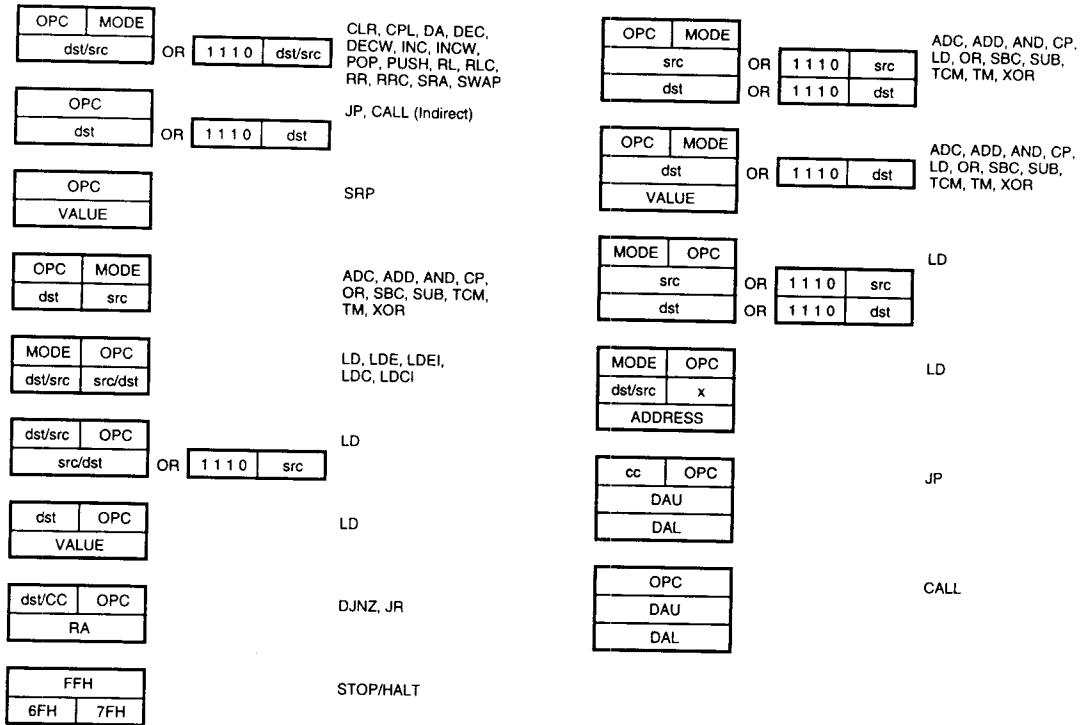 OPC MODE
dst/src OR 1 1 1 0 dst/src
CLR, CPL, DA, DEC,
DECW, INC, INCW,
POP, PUSH, RL, RLC,
RR, RRC, SRA, SWAP
OPC
dst OR 1 1 1 0 dst
JP, CALL (Indirect)
OPC
VALUE
SRP
OPC MODE
dst src
ADC, ADD, AND, CP,
OR, SBC, SUB, TCM,
TM, XOR
MODE OPC
dst/src src/dst
LD, LDE, LDEI,
LDC, LDCI
dst/src OPC
src/dst OR 1 1 1 0 src
LD
dst OPC
VALUE
LD
dst/CC OPC
RA
DJNZ, JR
FFH
6FH 7FH
STOP/HALT
OPC MODE
src OR 1 1 1 0 src
dst OR 1 1 1 0 dst
ADC, ADD, AND, CP,
LD, OR, SBC, SUB,
TCM, TM, XOR
OPC MODE
dst OR 1 1 1 0 dst
VALUE
ADC, ADD, AND, CP,
LD, OR, SBC, SUB,
TCM, TM, XOR
MODE OPC
src OR 1 1 1 0 src
dst OR 1 1 1 0 dst
LD
MODE OPC
dst/src x
ADDRESS
LD
cc OPC
DAU
DAL
JP
OPC
DAU
DAL
CALL